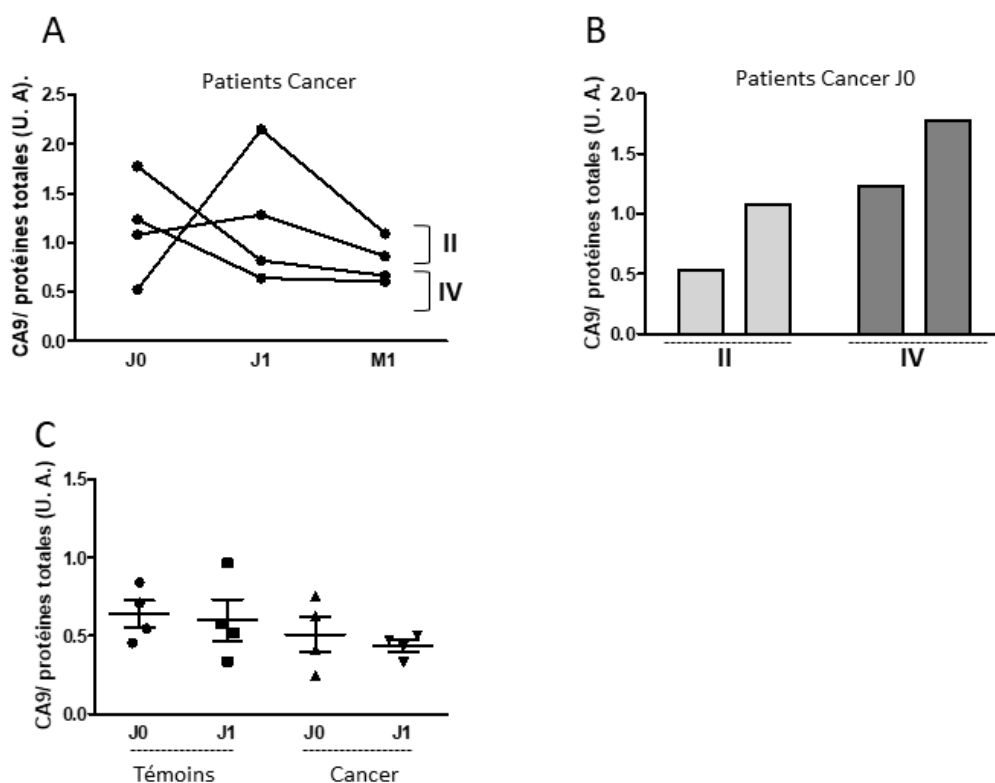 A
Patients Cancer
CA9/ protéines totales (U. A).
2.5
2.0
1.5
1.0
0.5
0.0
II
IV
J0 J1 M1
B
Patients Cancer J0
CA9/ protéines totales (U. A.)
2.0
1.5
1.0
0.5
0.0
II IV
C
CA9/ protéines totales (U. A.)
1.5
1.0
0.5
0.0
J0 J1 J0 J1
Témoins Cancer